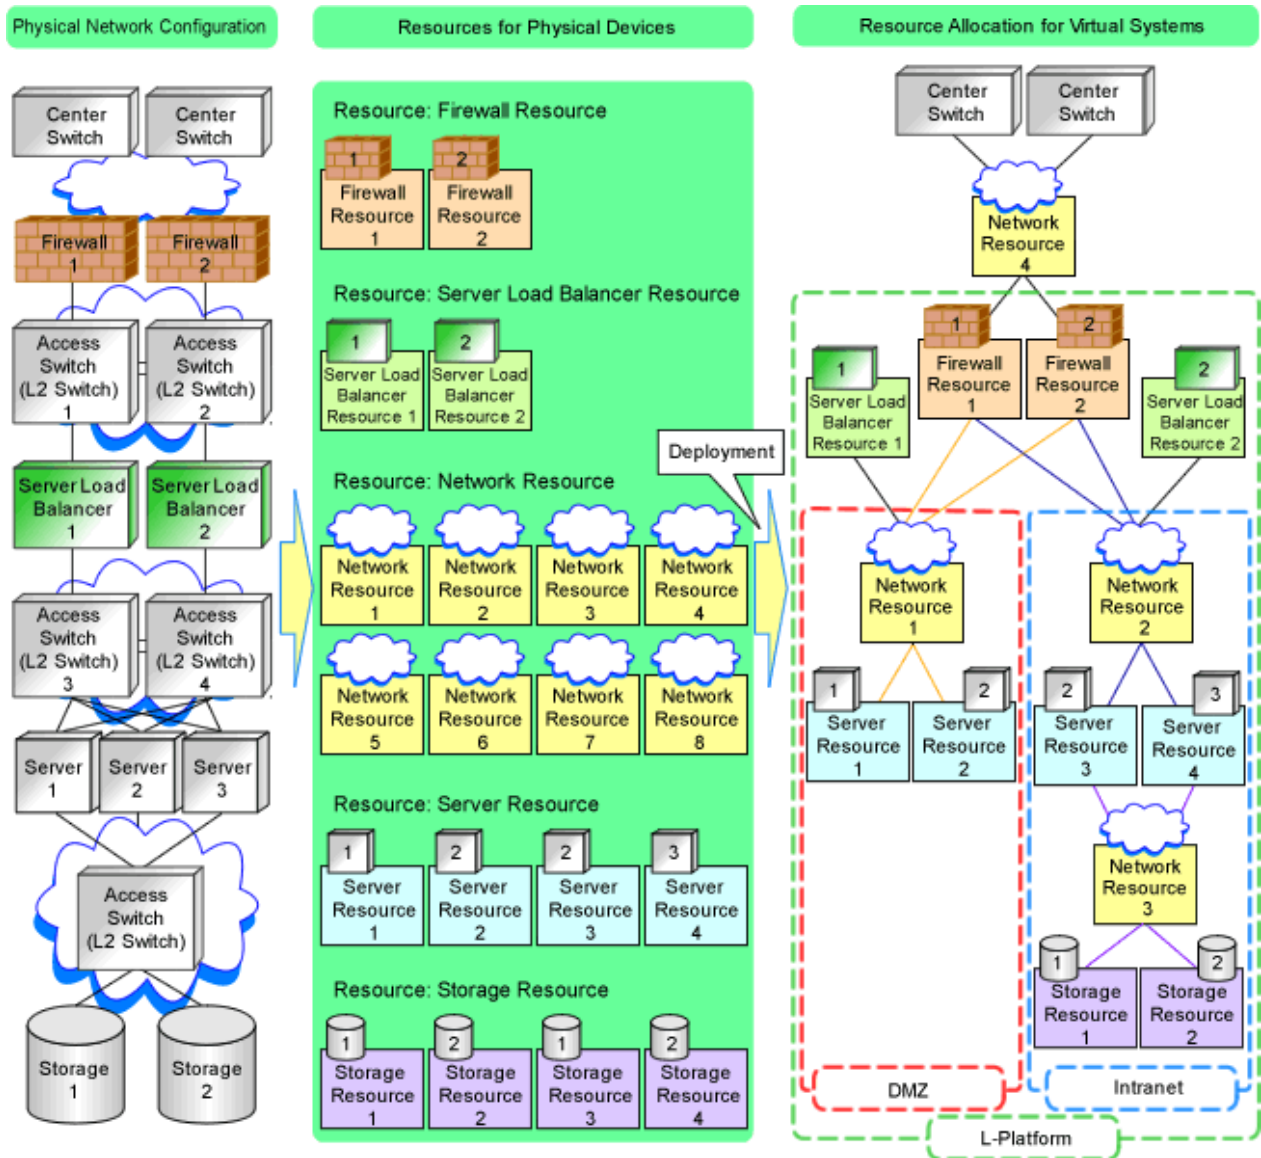 Physical Network Configuration
Resources for Physical Devices
Resource Allocation for Virtual Systems
Center
Switch
Center
Switch
Firewall
1
Firewall
2
Access
Switch
(L2 Switch)
1
Access
Switch
(L2 Switch)
2
Server Load
Balancer
1
Server Load
Balancer
2
Access
Switch
(L2 Switch)
3
Access
Switch
(L2 Switch)
4
Server
1
Server
2
Server
3
Access
Switch
(L2 Switch)
Storage
1
Storage
2
Resource: Firewall Resource
1
Firewall
Resource
1
2
Firewall
Resource
2
Resource: Server Load Balancer Resource
1
Server Load
Balancer
Resource 1
2
Server Load
Balancer
Resource 2
Resource: Network Resource
Network
Resource
1
Network
Resource
2
Network
Resource
3
Network
Resource
4
Network
Resource
5
Network
Resource
6
Network
Resource
7
Network
Resource
8
Resource: Server Resource
1
Server
Resource
1
2
Server
Resource
2
2
Server
Resource
3
3
Server
Resource
4
Resource: Storage Resource
1
Storage
Resource
1
2
Storage
Resource
2
1
Storage
Resource
3
2
Storage
Resource
4
Deployment
Center
Switch
Center
Switch
Network
Resource
4
1
Firewall
Resource
1
2
Firewall
Resource
2
1
Server Load
Balancer
Resource 1
2
Server Load
Balancer
Resource 2
Network
Resource
1
Network
Resource
2
1
Server
Resource
1
2
Server
Resource
2
2
Server
Resource
3
3
Server
Resource
4
Network
Resource
3
1
Storage
Resource
1
2
Storage
Resource
2
DMZ
Intranet
L-Platform